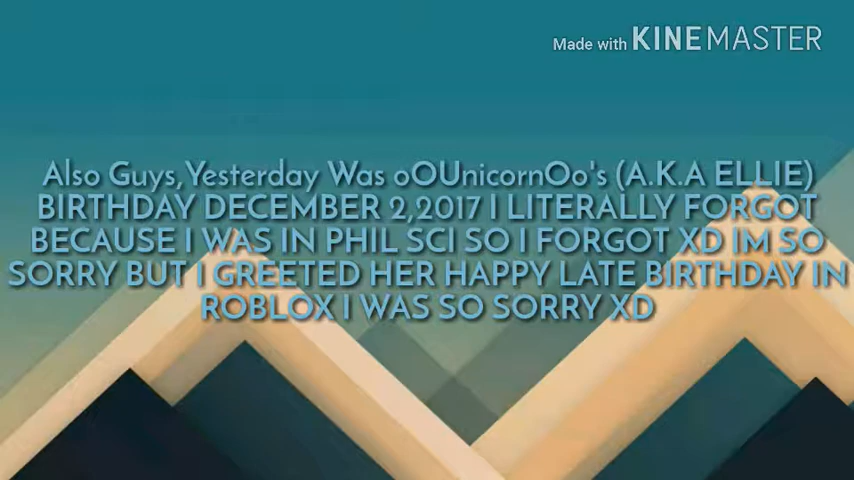 Made with KINEMASTER
Also Guys,Yesterday Was oOUnicornOo's (A.K.A ELLIE)
BIRTHDAY DECEMBER 2,2017 I LITERALLY FORGOT
BECAUSE I WAS IN PHIL SCI SO I FORGOT XD IM SO
SORRY BUT I GREETED HER HAPPY LATE BIRTHDAY IN
ROBLOX I WAS SO SORRY XD